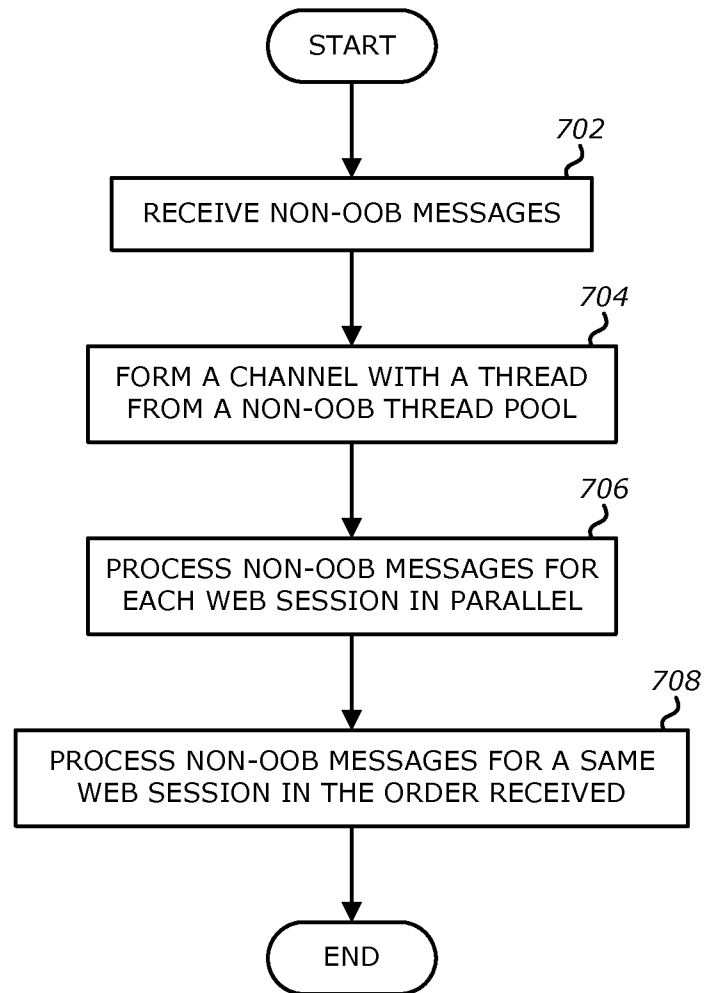 START
702
RECEIVE NON-OOB MESSAGES
704
FORM A CHANNEL WITH A THREAD
FROM A NON-OOB THREAD POOL
706
PROCESS NON-OOB MESSAGES FOR
EACH WEB SESSION IN PARALLEL
708
PROCESS NON-OOB MESSAGES FOR A SAME
WEB SESSION IN THE ORDER RECEIVED
END